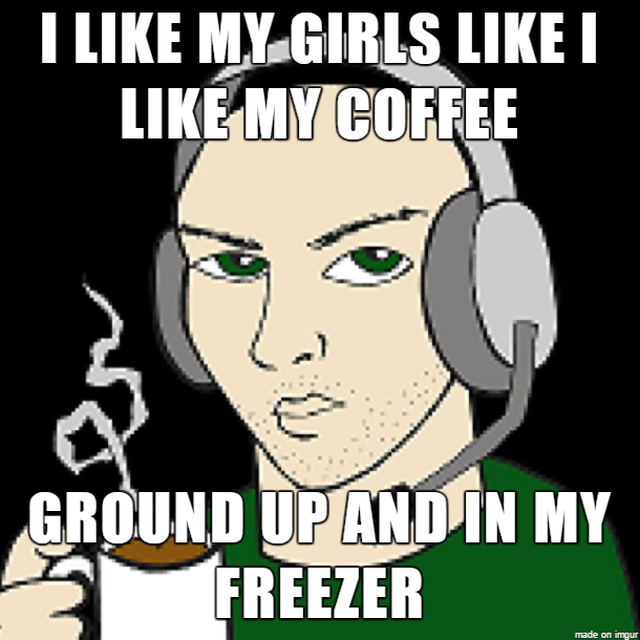 I LIKE MY GIRLS LIKE I
LIKE MY COFFEE
GROUND UP AND IN MY
FREEZER
made on imgur